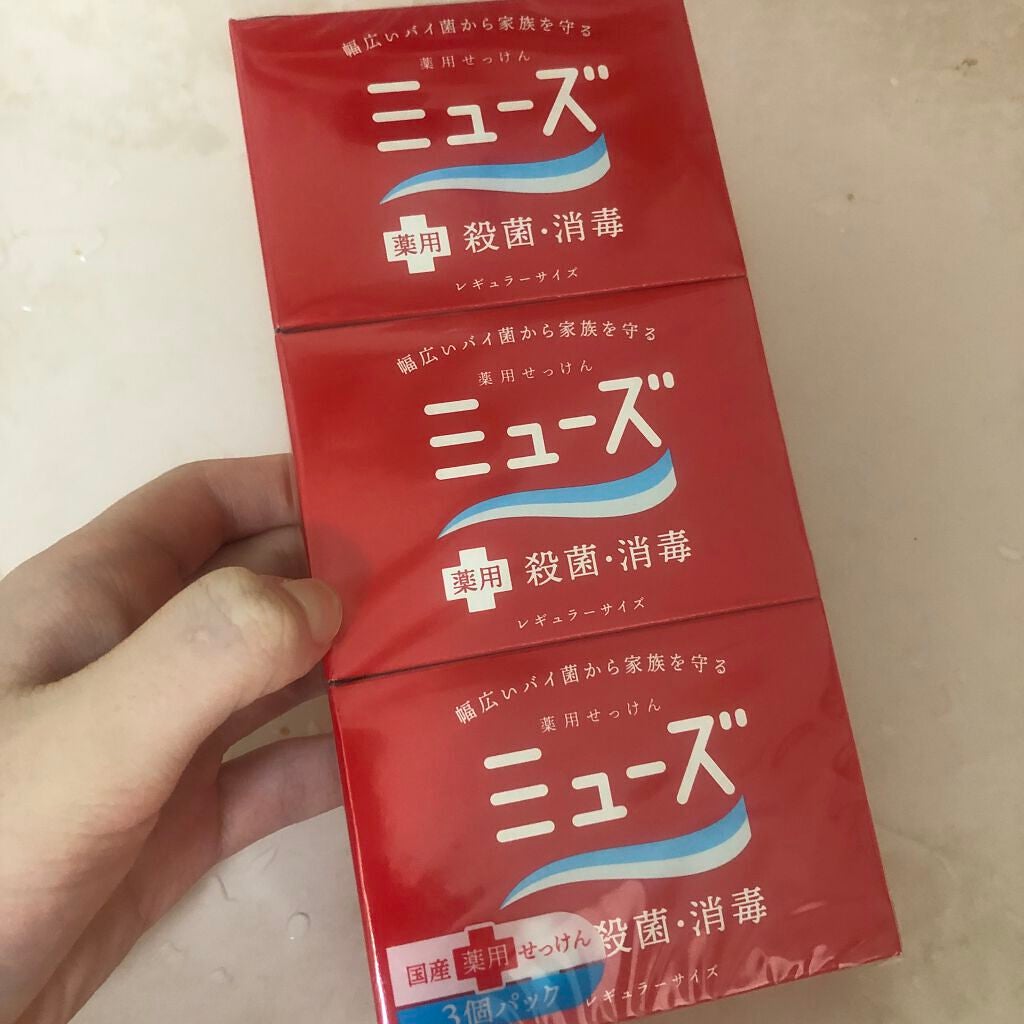 幅広いバイ菌から家族を守る
薬用せっけん
ミューズ
薬用 殺菌・消毒
レギュラーサイズ
幅広いバイ菌から家族を守る
薬用せっけん
ミューズ
薬用 殺菌・消毒
レギュラーサイズ
幅広いバイ菌から家族を守る
薬用せっけん
ミューズ
殺菌・消毒
国産 薬用 せっけん
レギュラーサイズ
3個パック